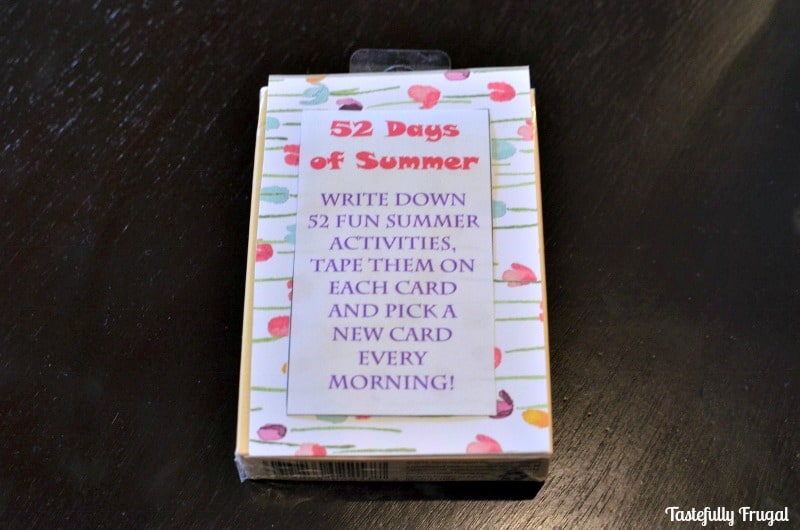 52 Days
of Summer
WRITE DOWN
52 FUN SUMMER
ACTIVITIES,
TAPE THEM ON
EACH CARD
AND PICK A
NEW CARD
EVERY
MORNING!
Tastefully Frugal